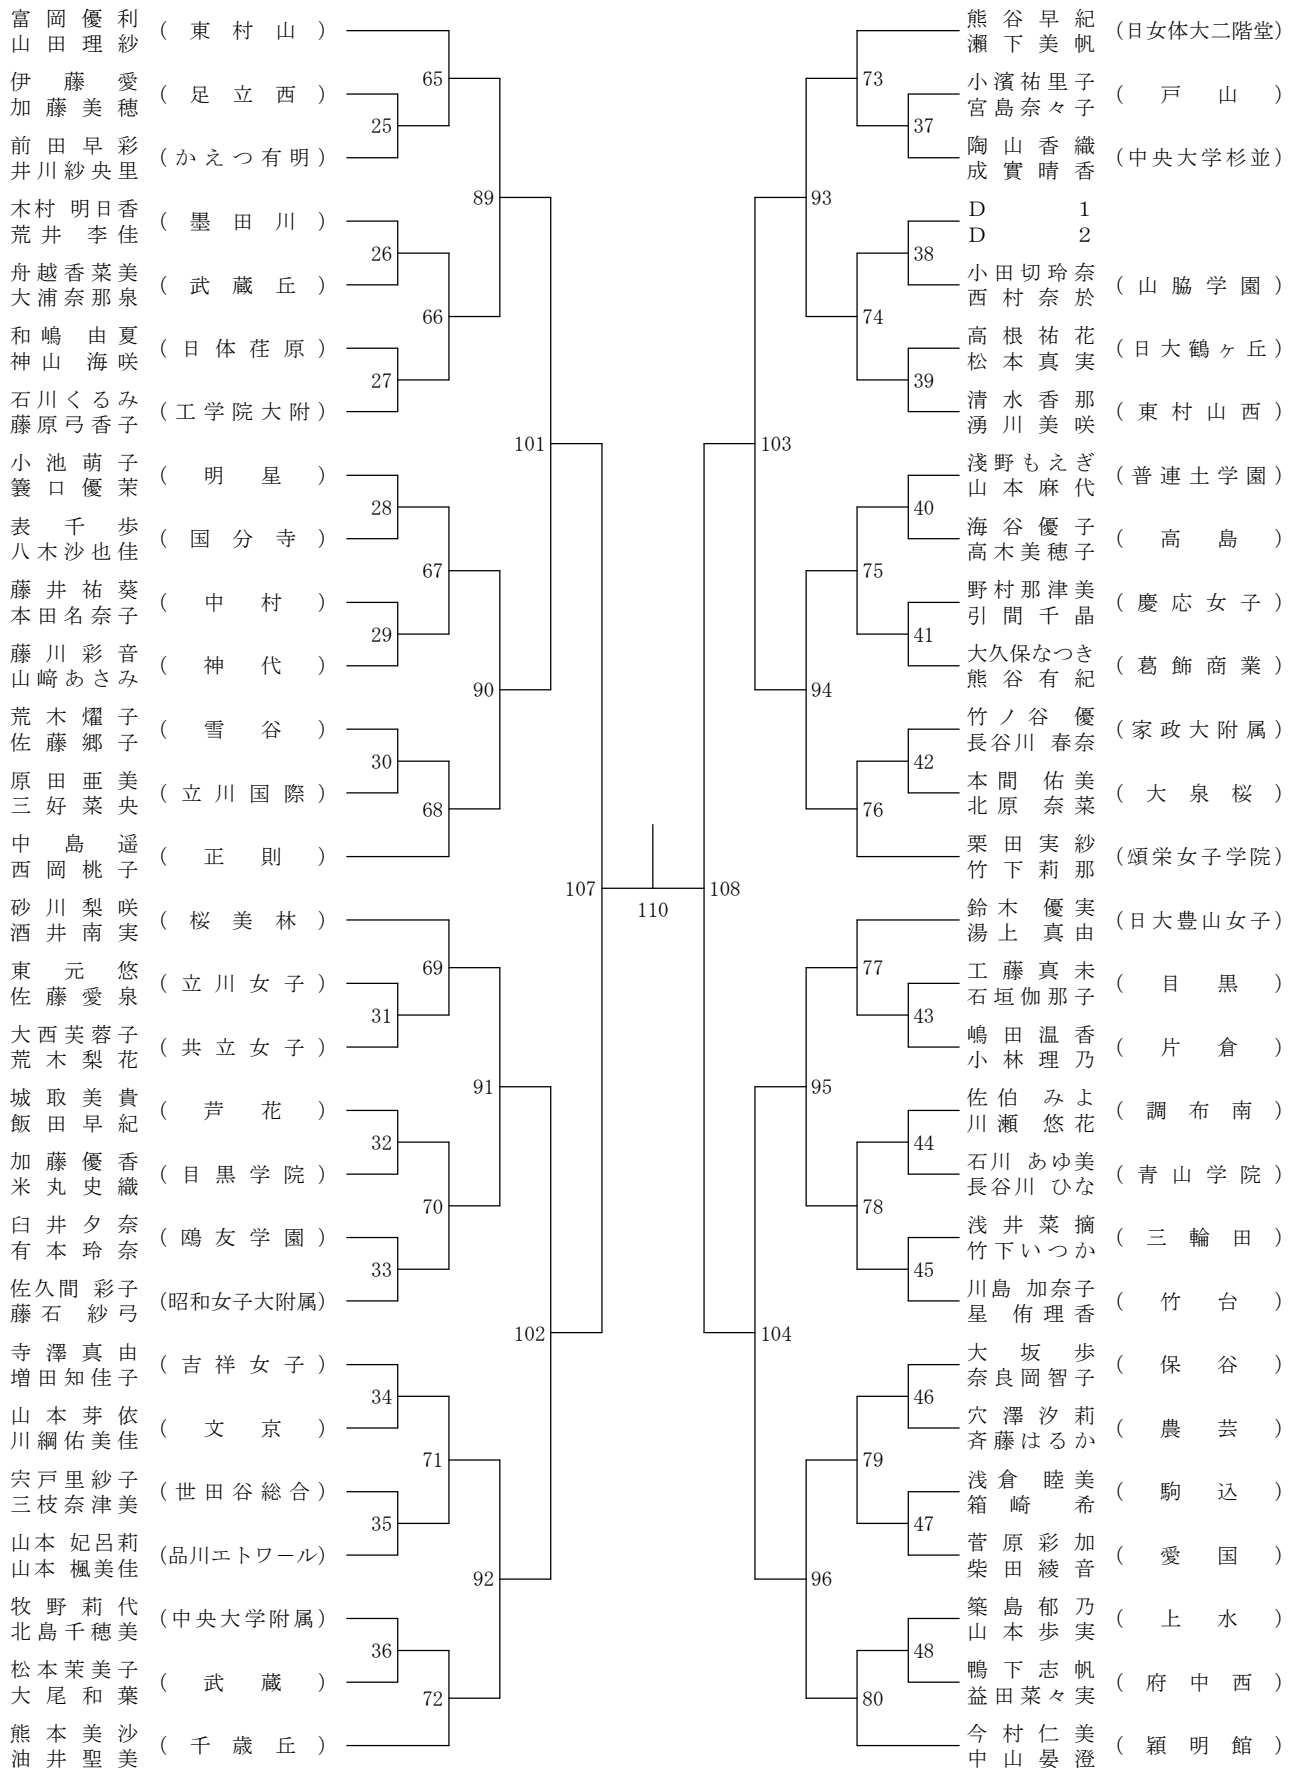 富岡優利
山田理紗
(東村山)
伊藤愛
加藤美穂
(足立西)
65
25
前田早彩
井川紗央里
(かえつ有明)
89
木村 明日香
荒井 李佳
(墨田川)
26
舟越香菜美
大浦奈那泉
(武蔵丘)
66
和嶋 由夏
神山 海咲
(日体荏原)
27
石川くるみ
藤原弓香子
(工学院大附)
101
小池萌子
簑口優茉
(明星)
28
表千歩
八木沙也佳
(国分寺)
67
藤井祐葵
本田名奈子
(中村)
29
藤川彩音
山﨑あさみ
(神代)
90
荒木燿子
佐藤郷子
(雪谷)
30
原田亜美
三好菜央
(立川国際)
68
中島遥
西岡桃子
(正則)
107
砂川梨咲
酒井南実
(桜美林)
69
東元悠
佐藤愛泉
(立川女子)
31
大西芙蓉子
荒木梨花
(共立女子)
91
城取美貴
飯田早紀
(芦花)
32
加藤優香
米丸史織
(目黒学院)
70
臼井夕奈
有本玲奈
(鴎友学園)
33
佐久間 彩子
藤石 紗弓
(昭和女子大附属)
102
寺澤真由
増田知佳子
(吉祥女子)
34
山本芽依
川綱佑美佳
(文京)
71
宍戸里紗子
三枝奈津美
(世田谷総合)
35
山本 妃呂莉
山本 楓美佳
(品川エトワール)
92
牧野莉代
北島千穂美
(中央大学附属)
36
松本茉美子
大尾和葉
(武蔵)
72
熊本美沙
油井聖美
(千歳丘)
110
熊谷早紀
瀬下美帆
(日女体大二階堂)
73
小濱祐里子
宮島奈々子
(戸山)
37
陶山香織
成實晴香
(中央大学杉並)
93
D 1
D 2
38
小田切玲奈
西村奈於
(山脇学園)
74
高根祐花
松本真実
(日大鶴ヶ丘)
39
清水香那
湧川美咲
(東村山西)
103
淺野もえぎ
山本麻代
(普連土学園)
40
海谷優子
高木美穂子
(高島)
75
野村那津美
引間千晶
(慶応女子)
41
大久保なつき
熊谷有紀
(葛飾商業)
94
竹ノ谷 優
長谷川 春奈
(家政大附属)
42
本間 佑美
北原 奈菜
(大泉桜)
76
栗田実紗
竹下莉那
(頌栄女子学院)
108
鈴木 優実
湯上 真由
(日大豊山女子)
77
工藤真未
石垣伽那子
(目黒)
43
嶋田温香
小林理乃
(片倉)
95
佐伯 みよ
川瀬 悠花
(調布南)
44
石川 あゆ美
長谷川 ひな
(青山学院)
78
浅井菜摘
竹下いつか
(三輪田)
45
川島 加奈子
星 侑理香
(竹台)
104
大坂歩
奈良岡智子
(保谷)
46
穴澤汐莉
斉藤はるか
(農芸)
79
浅倉 睦美
箱崎 希
(駒込)
47
菅原彩加
柴田綾音
(愛国)
96
築島郁乃
山本歩実
(上水)
48
鴨下志帆
益田菜々実
(府中西)
80
今村仁美
中山晏澄
(穎明館)